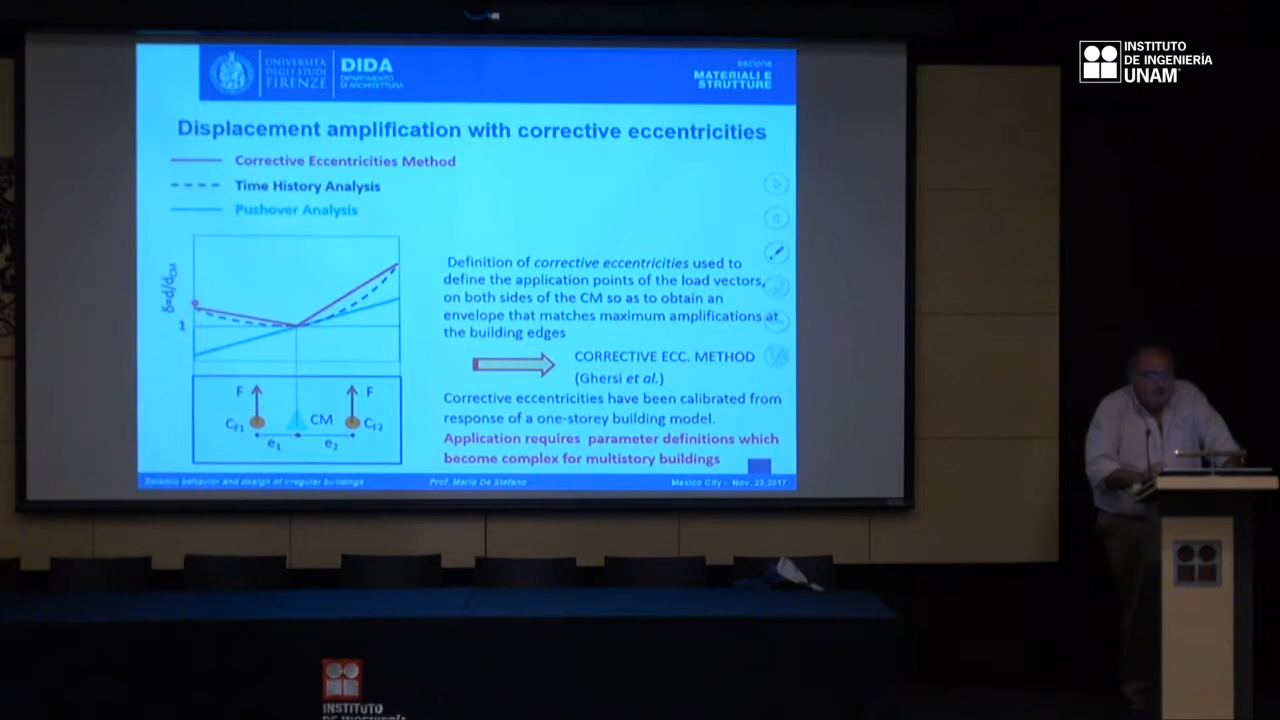 INSTITUTO
DE INGENIERÍA
UNAM
UNIVERSITÀ
DEGLI STUDI
FIRENZE
DIDA
DIPARTIMENTO
DI ARCHITETTURA
sezione
MATERIALI E
STRUTTURE
Displacement amplification with corrective eccentricities
Corrective Eccentricities Method
Time History Analysis
Pushover Analysis
δ=d/dCM
1
F
F
CF1
CM
CF2
e1
e2
Definition of corrective eccentricities used to
define the application points of the load vectors,
on both sides of the CM so as to obtain an
envelope that matches maximum amplifications at
the building edges
CORRECTIVE ECC. METHOD
(Ghersi et al.)
Corrective eccentricities have been calibrated from
response of a one-storey building model.
Application requires parameter definitions which
become complex for multistory buildings
Seismic behavior and design of irregular buildings
Prof. Mario De Stefano
Mexico City - Nov. 23, 2017
INSTITUTO
DE INGENIERÍA